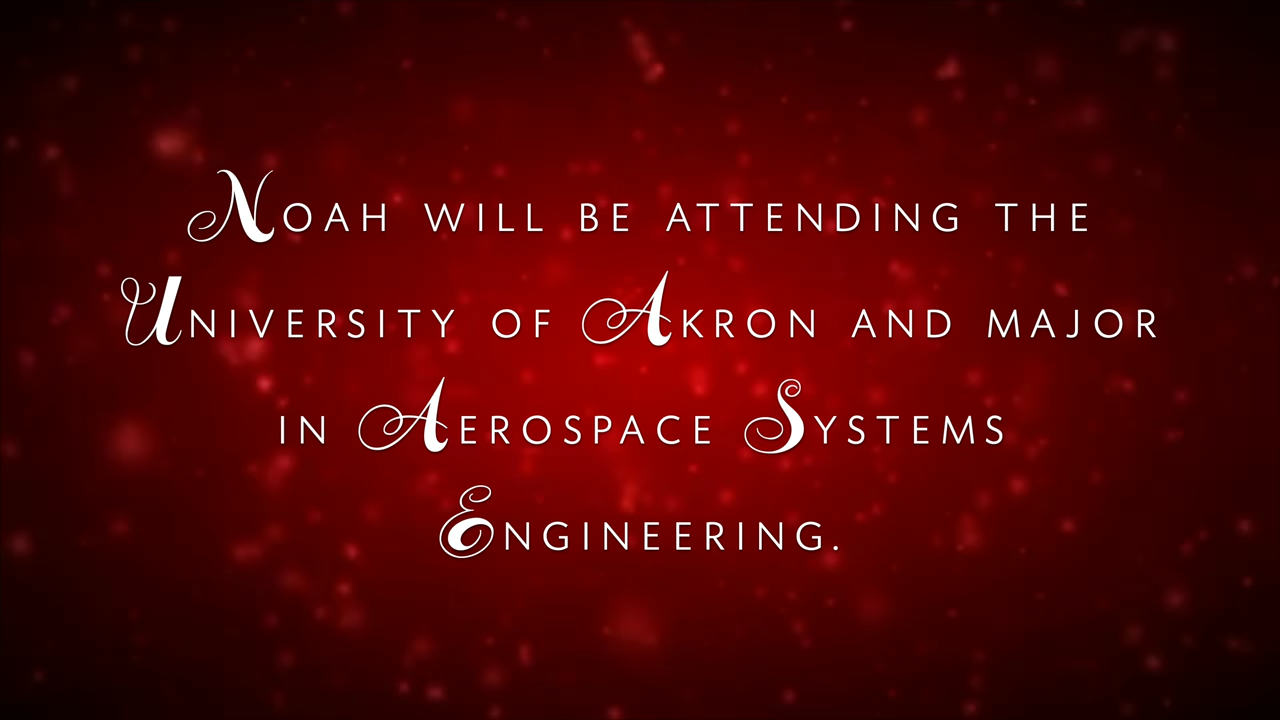 Noah will be attending the
University of Akron and major
in Aerospace Systems
Engineering.